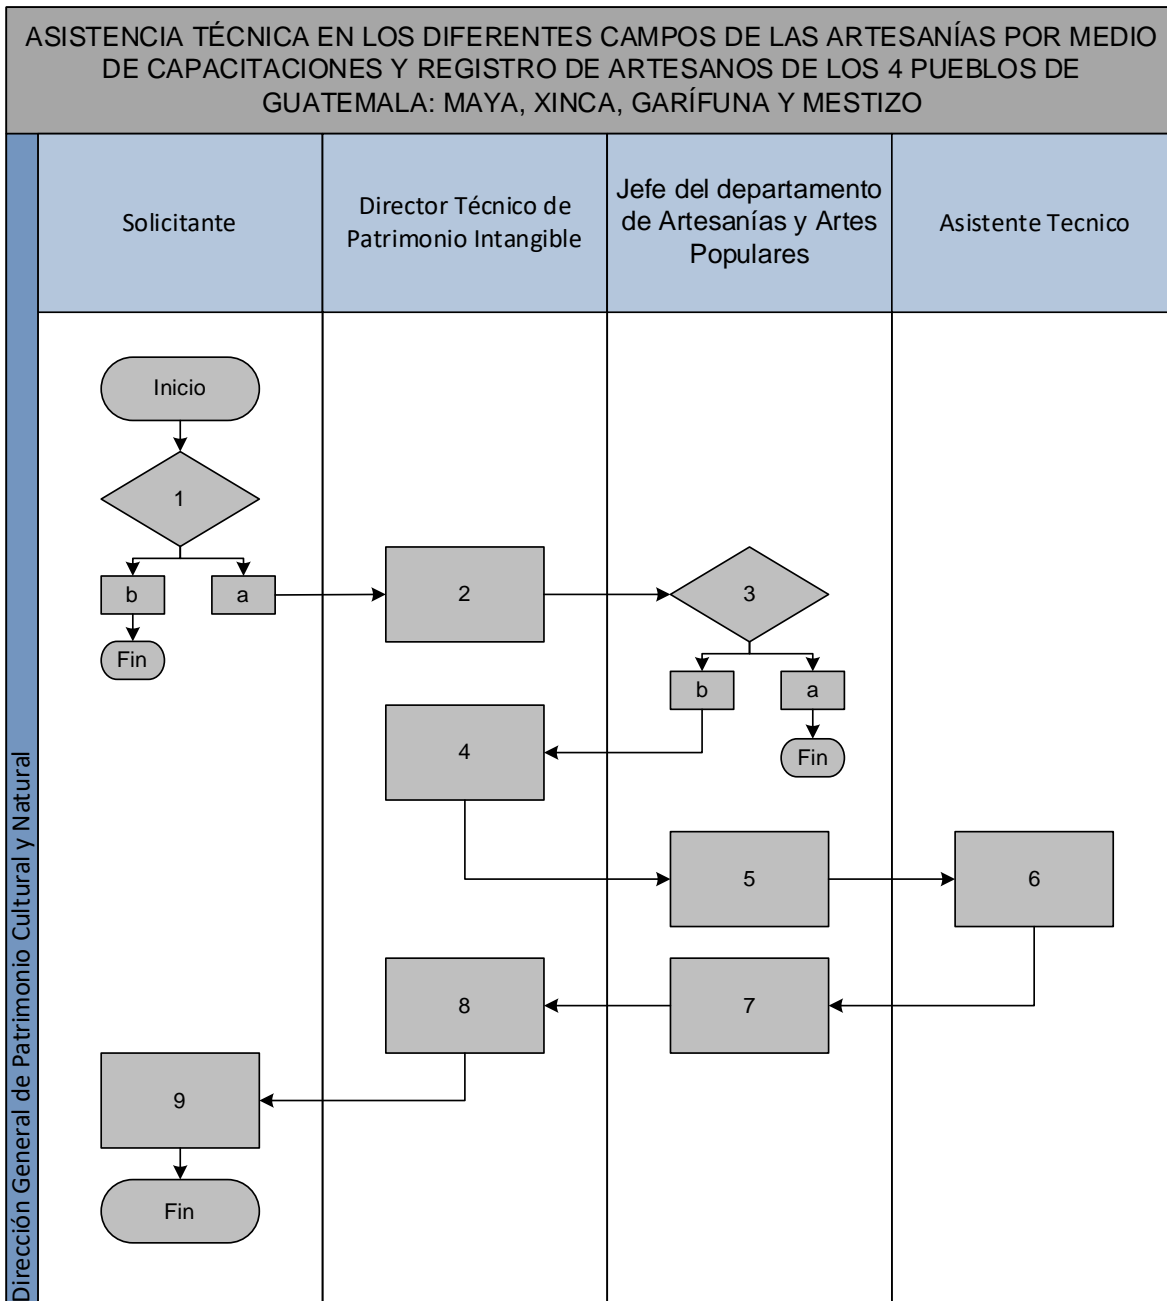 ASISTENCIA TÉCNICA EN LOS DIFERENTES CAMPOS DE LAS ARTESANÍAS POR MEDIO
DE CAPACITACIONES Y REGISTRO DE ARTESANOS DE LOS 4 PUEBLOS DE
GUATEMALA: MAYA, XINCA, GARÍFUNA Y MESTIZO
Dirección General de Patrimonio Cultural y Natural
Solicitante
Director Técnico de
Patrimonio Intangible
Jefe del departamento
de Artesanías y Artes
Populares
Asistente Tecnico
Inicio
1
b
a
Fin
2
3
b
a
Fin
4
5
6
7
8
9
Fin